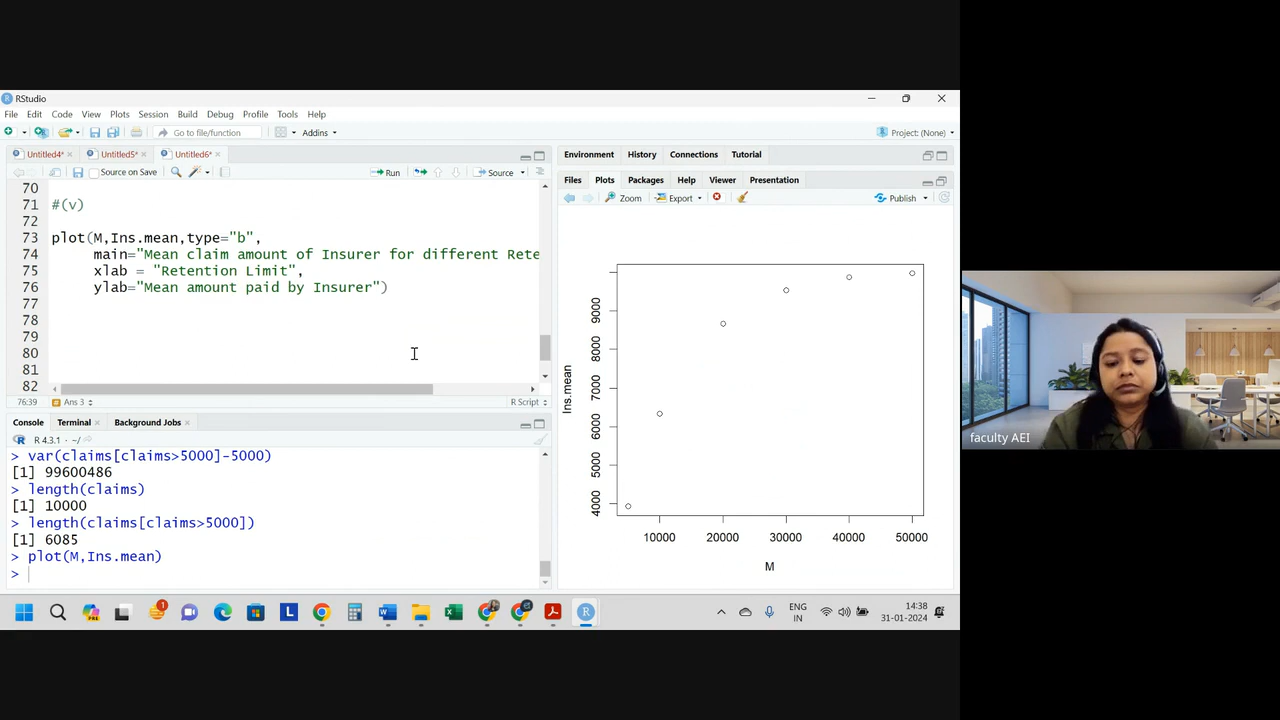 RStudio
File Edit Code View Plots Session Build Debug Profile Tools Help
Go to file/function Addins Project: (None)
Untitled4* Untitled5* Untitled6*
Source on Save Run Source
70
71 #(v)
72
73 plot(M,Ins.mean,type="b",
74 main="Mean claim amount of Insurer for different Rete
75 xlab = "Retention Limit",
76 ylab="Mean amount paid by Insurer")
77
78
79
80
81
82
76:39 Ans 3 R Script
Console Terminal Background Jobs
R 4.3.1 · ~/
> var(claims[claims>5000]-5000)
[1] 99600486
> length(claims)
[1] 10000
> length(claims[claims>5000])
[1] 6085
> plot(M,Ins.mean)
>
Environment History Connections Tutorial
Files Plots Packages Help Viewer Presentation
Zoom Export Publish
Ins.mean
9000
8000
7000
6000
5000
4000
10000 20000 30000 40000 50000
M
faculty AEI
1
PRE
L
ENG
IN
14:38
31-01-2024